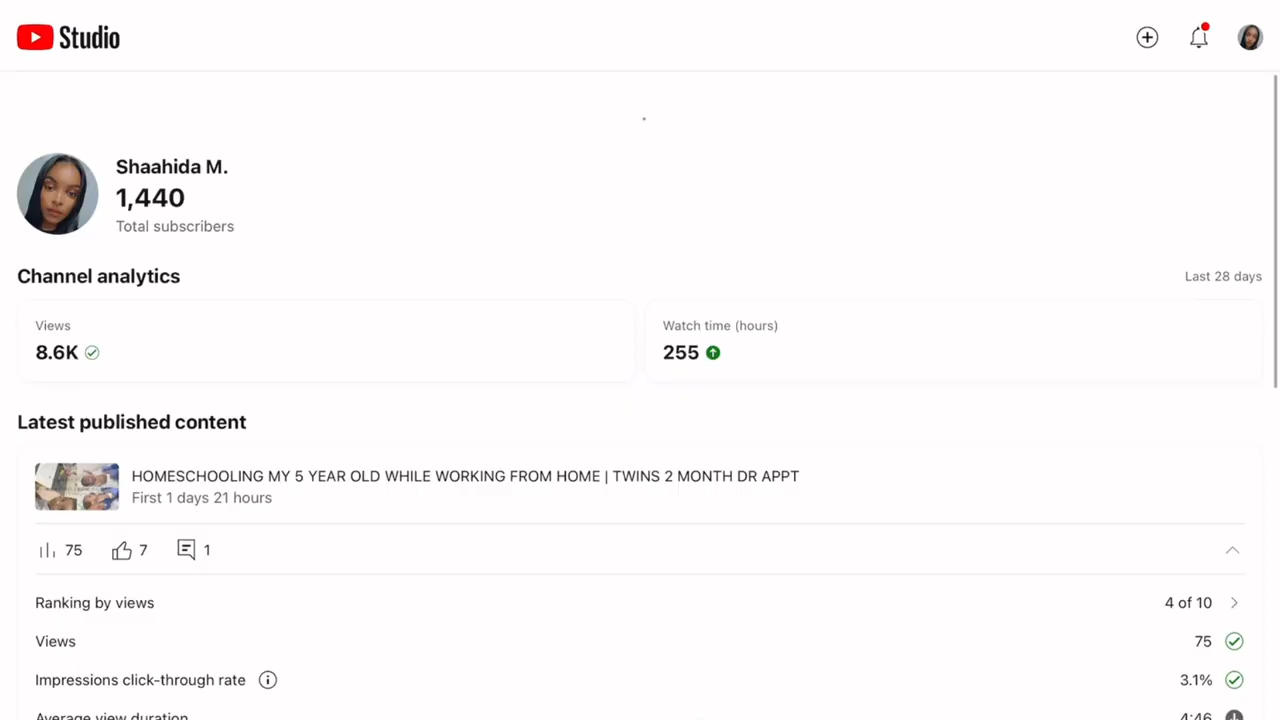 Studio
Shaahida M.
1,440
Total subscribers
Channel analytics
Last 28 days
Views
8.6K
Watch time (hours)
255
Latest published content
HOMESCHOOLING MY 5 YEAR OLD WHILE WORKING FROM HOME | TWINS 2 MONTH DR APPT
First 1 days 21 hours
75 7 1
Ranking by views 4 of 10
Views 75
Impressions click-through rate 3.1%
Average view duration 4:46